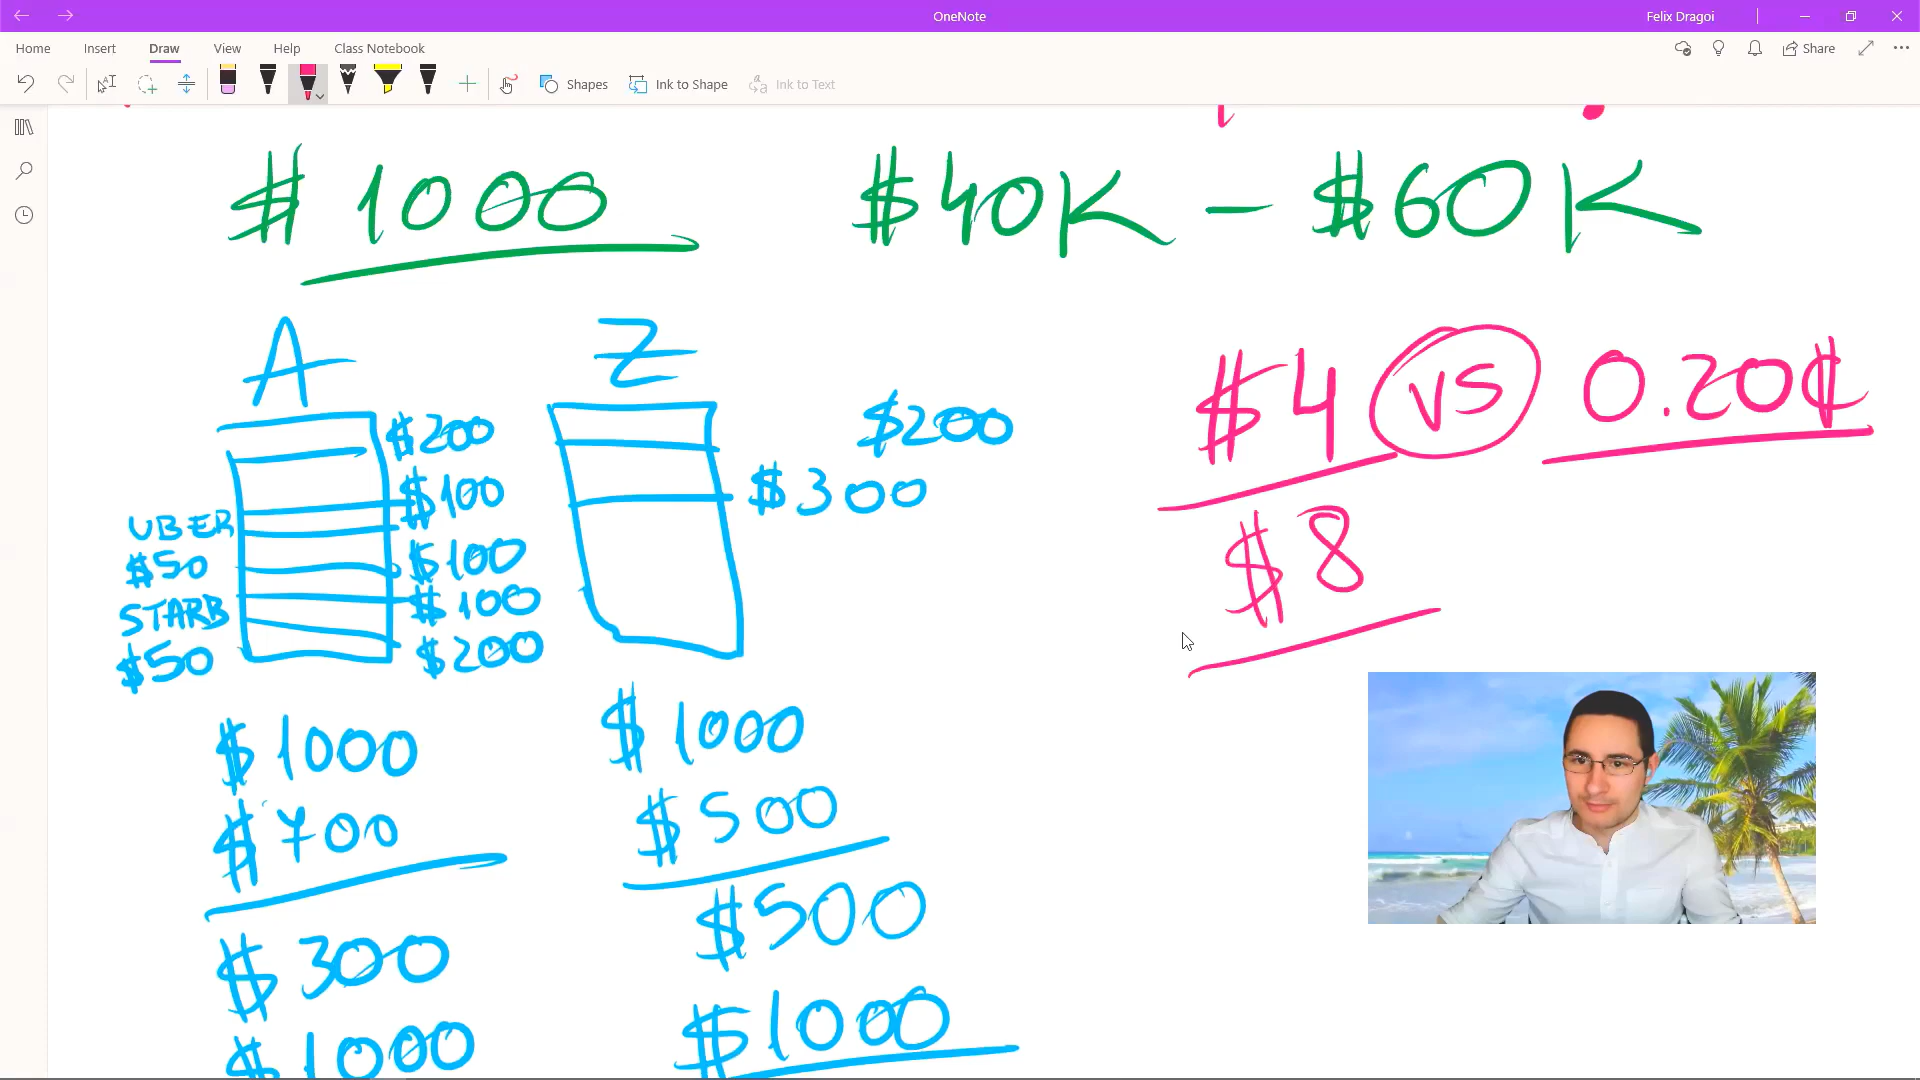 OneNote
Felix Dragoi
Home Insert Draw View Help Class Notebook
Share
Shapes
Ink to Shape
Ink to Text
$ 1000
$40K - $60K
A
Z
$4 vs 0.20¢
$8
$200
$100
$100
$100
$200
UBER
$50
STARB
$50
$200
$300
$1000
$700
$300
$1000
$1000
$500
$500
$1000